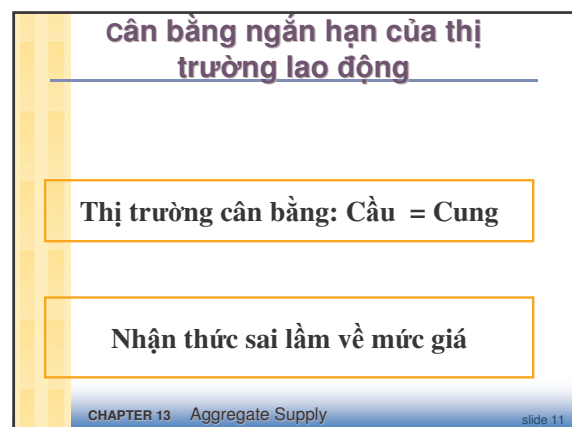 Cân bằng ngắn hạn của thị
trường lao động
Thị trường cân bằng: Cầu = Cung
Nhận thức sai lầm về mức giá
CHAPTER 13 Aggregate Supply
slide 11